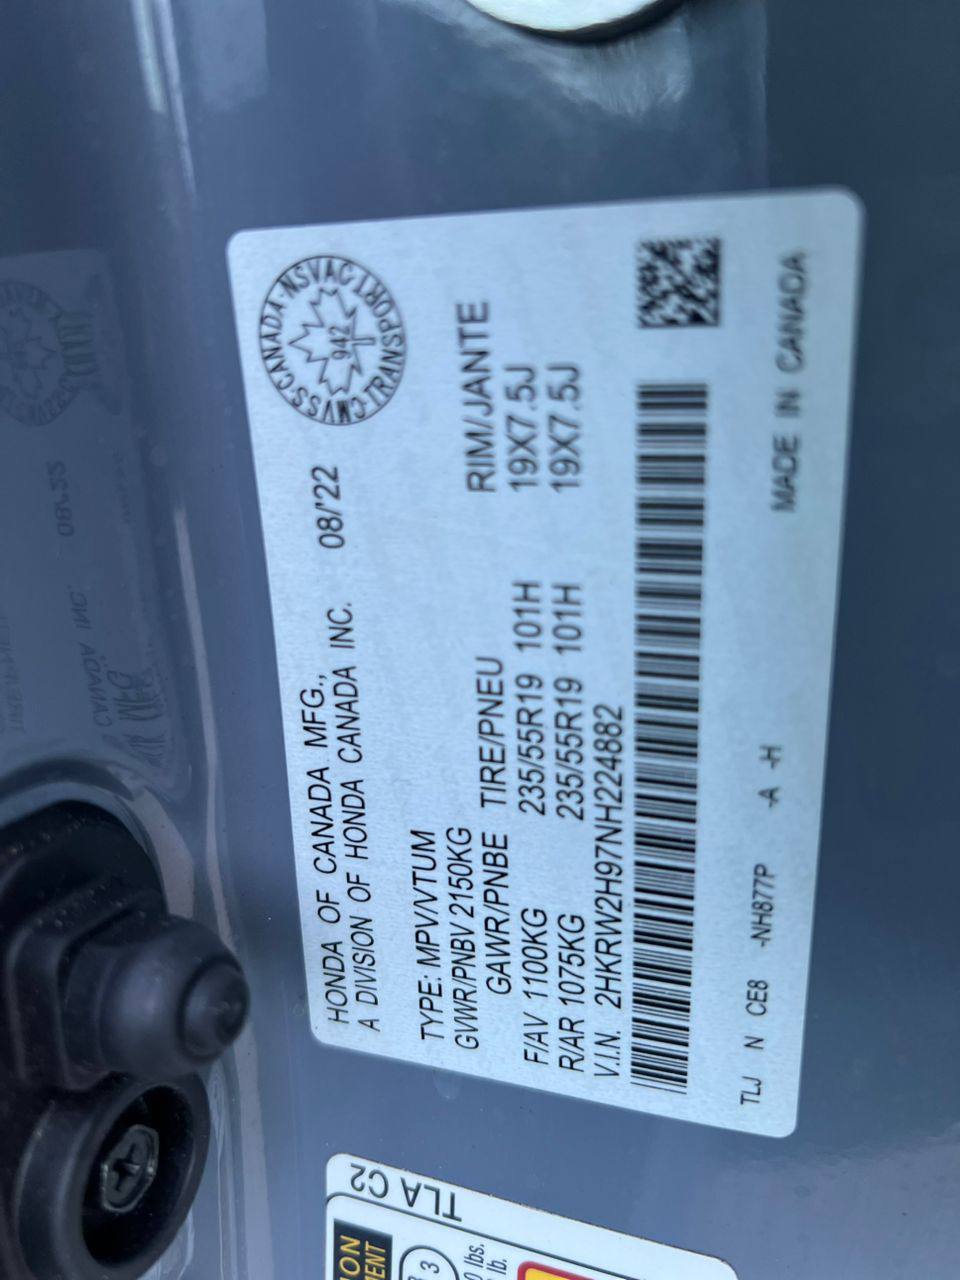 HONDA OF CANADA MFG.,
A DIVISION OF HONDA CANADA INC. 08/'22
CMVSS·CANADA·NSVAC
TRANSPORT
942
TYPE: MPV/VTUM
GVWR/PNBV 2150KG
GAWR/PNBE TIRE/PNEU RIM/JANTE
F/AV 1100KG 235/55R19 101H 19X7.5J
R/AR 1075KG 235/55R19 101H 19X7.5J
V.I.N. 2HKRW2H97NH224882
TLJ N CE8 -NH877P -A -H MADE IN CANADA
TLA C2